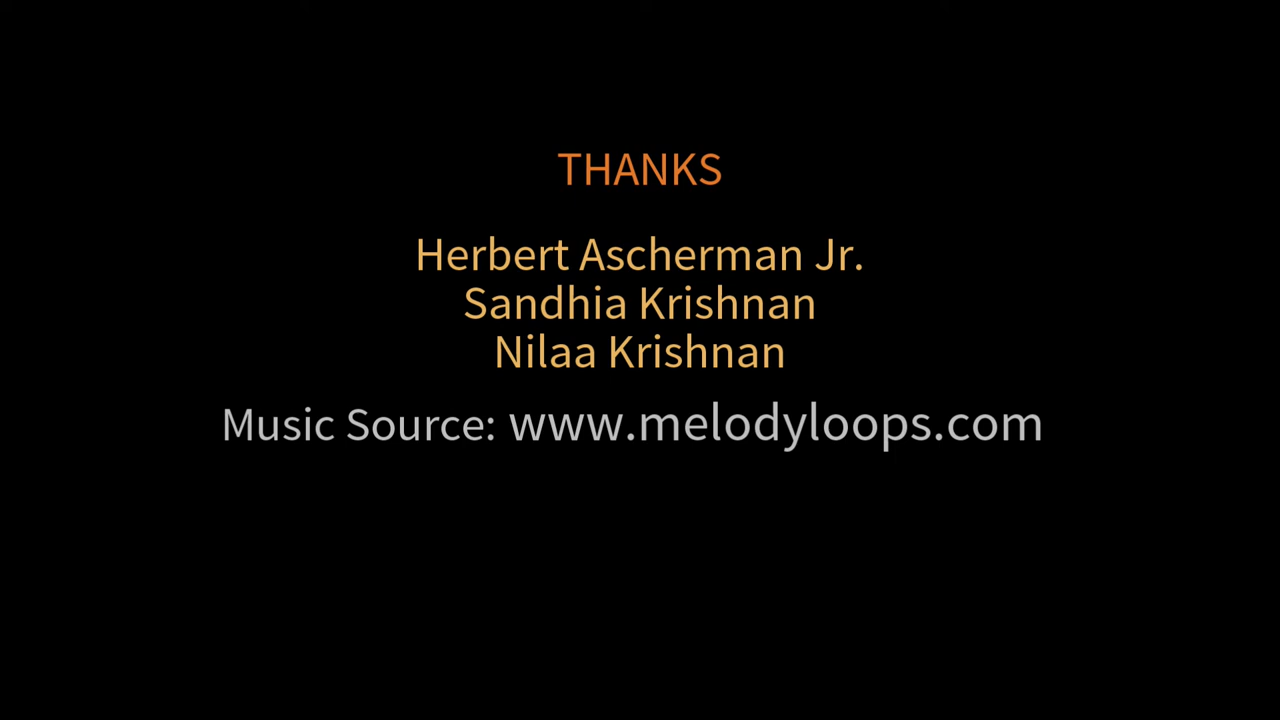 THANKS
Herbert Ascherman Jr.
Sandhia Krishnan
Nilaa Krishnan
Music Source: www.melodyloops.com